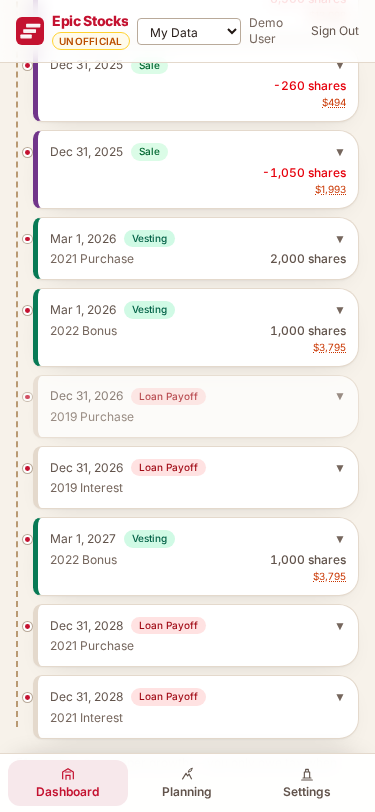 Epic Stocks
UNOFFICIAL
My Data
Demo User
Sign Out
Dec 31, 2025 Sale ▼
-260 shares
$494
Dec 31, 2025 Sale ▼
-1,050 shares
$1,993
Mar 1, 2026 Vesting ▼
2021 Purchase 2,000 shares
Mar 1, 2026 Vesting ▼
2022 Bonus 1,000 shares
$3,795
Dec 31, 2026 Loan Payoff ▼
2019 Purchase
Dec 31, 2026 Loan Payoff ▼
2019 Interest
Mar 1, 2027 Vesting ▼
2022 Bonus 1,000 shares
$3,795
Dec 31, 2028 Loan Payoff ▼
2021 Purchase
Dec 31, 2028 Loan Payoff ▼
2021 Interest
Dashboard Planning Settings